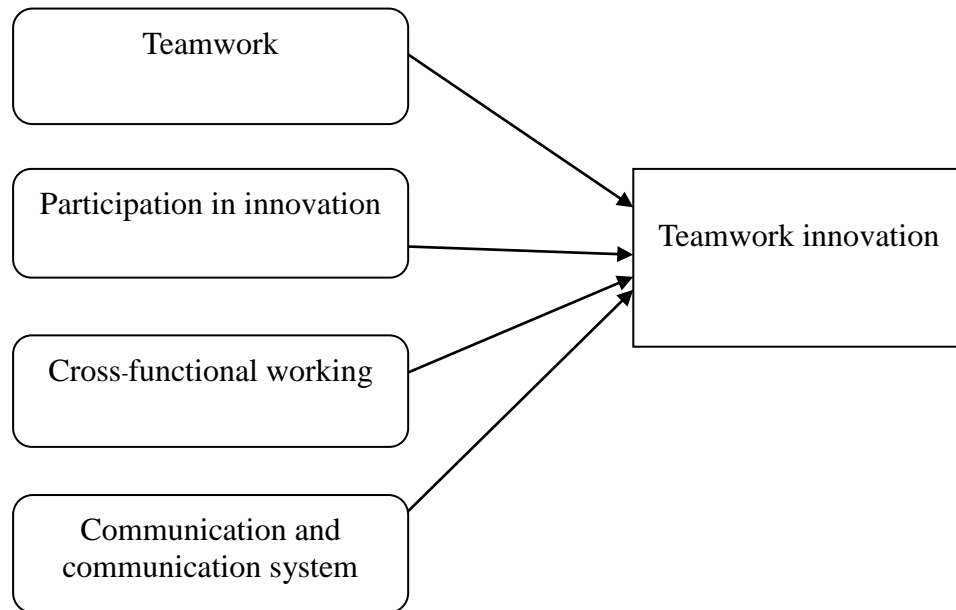 Teamwork
Participation in innovation
Teamwork innovation
Cross-functional working
Communication and
communication system